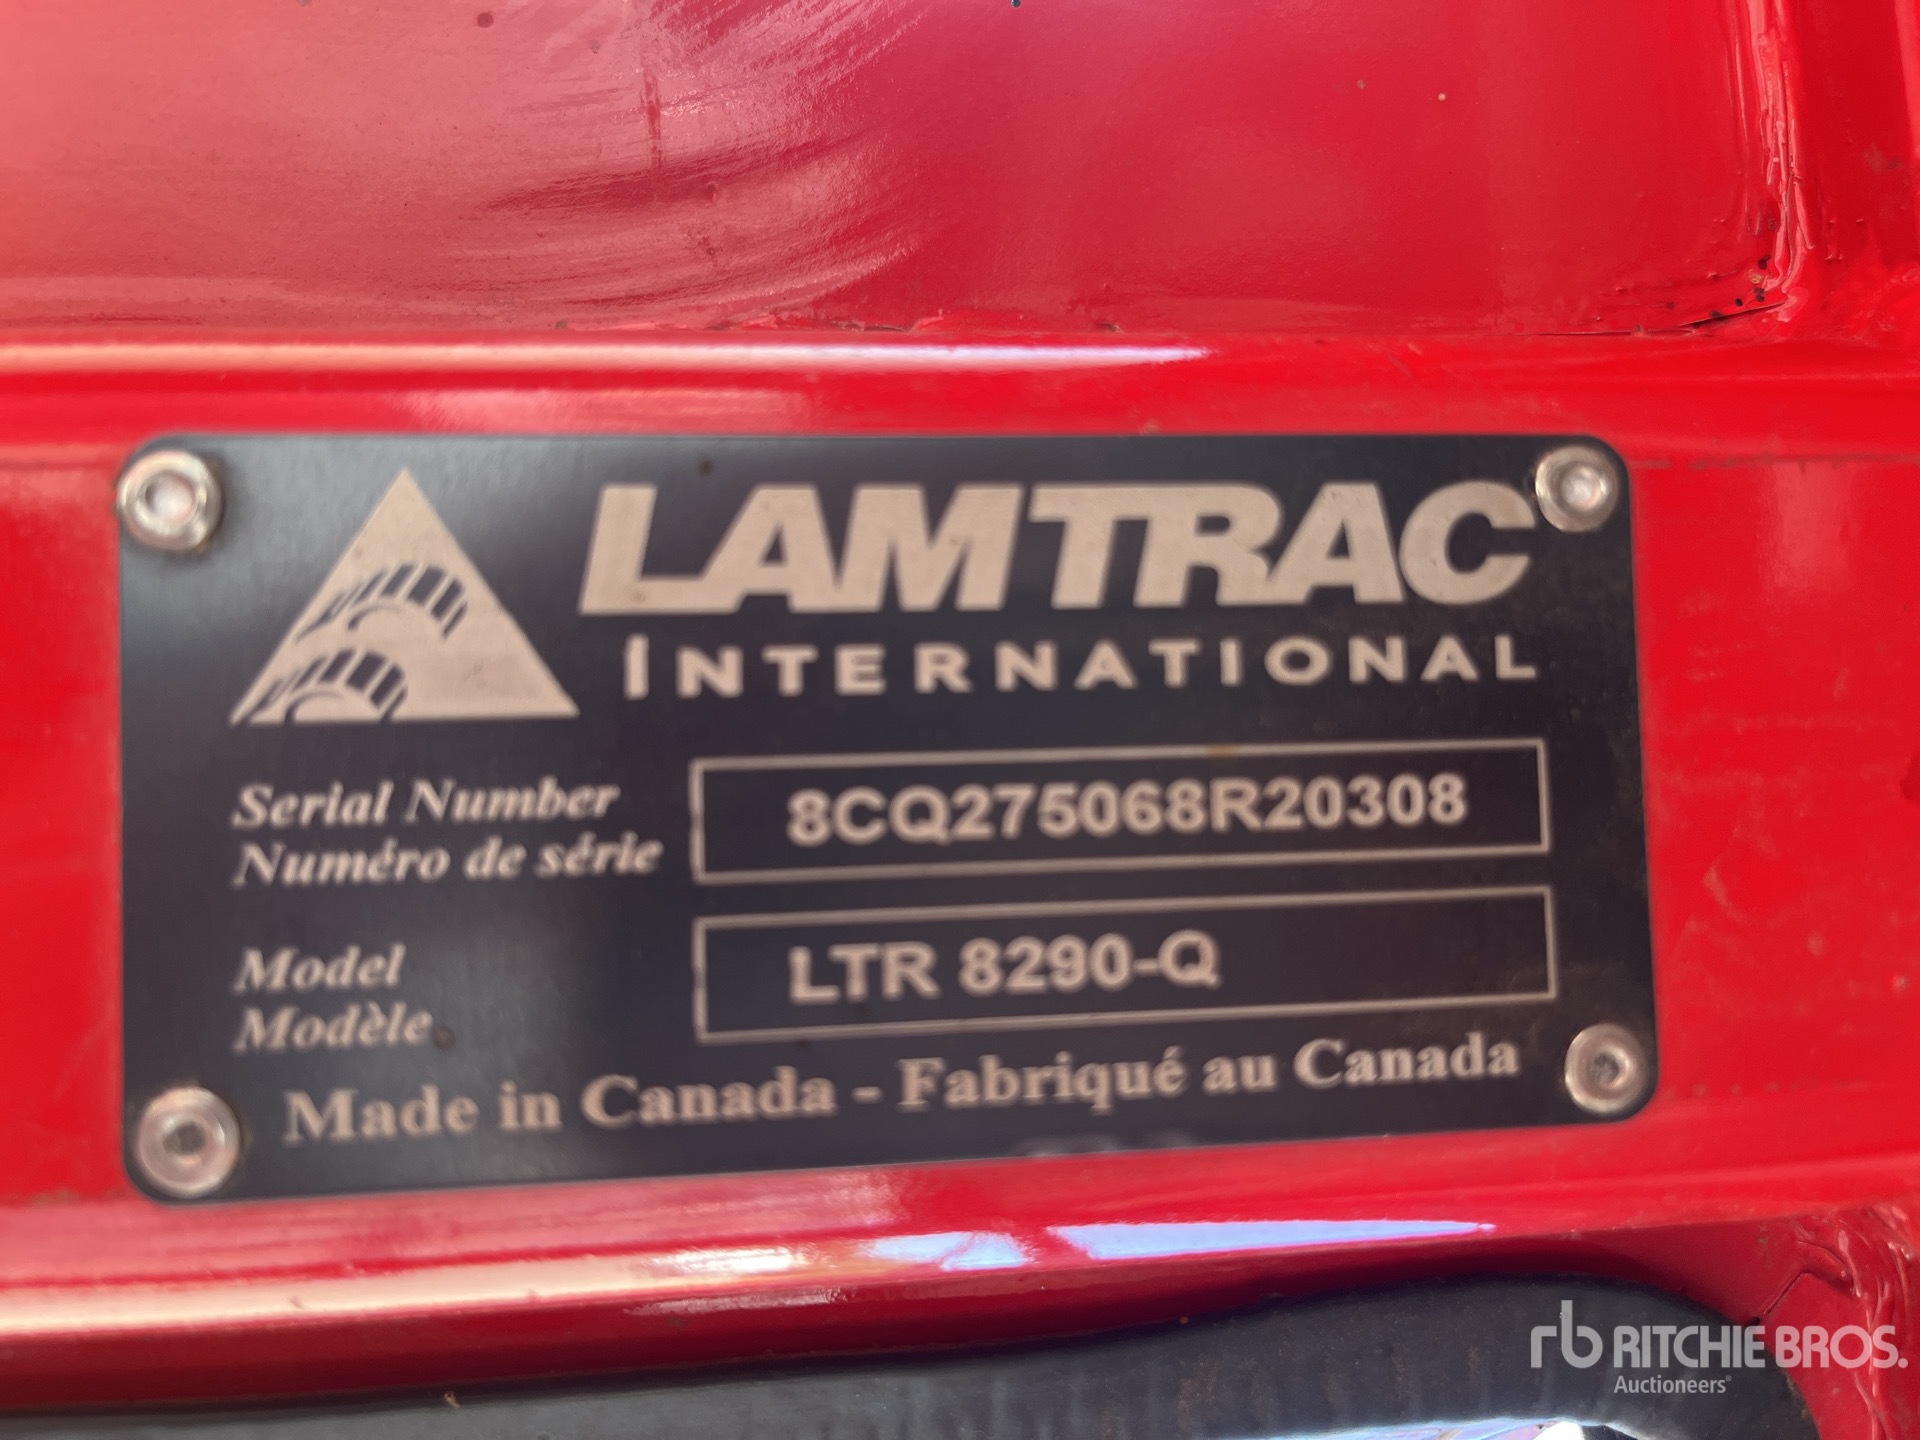 LAMTRAC
INTERNATIONAL
Serial Number
Numéro de série
8CQ275068R20308
Model
Modèle
LTR 8290-Q
Made in Canada - Fabriqué au Canada
rb RITCHIE BROS.
Auctioneers®